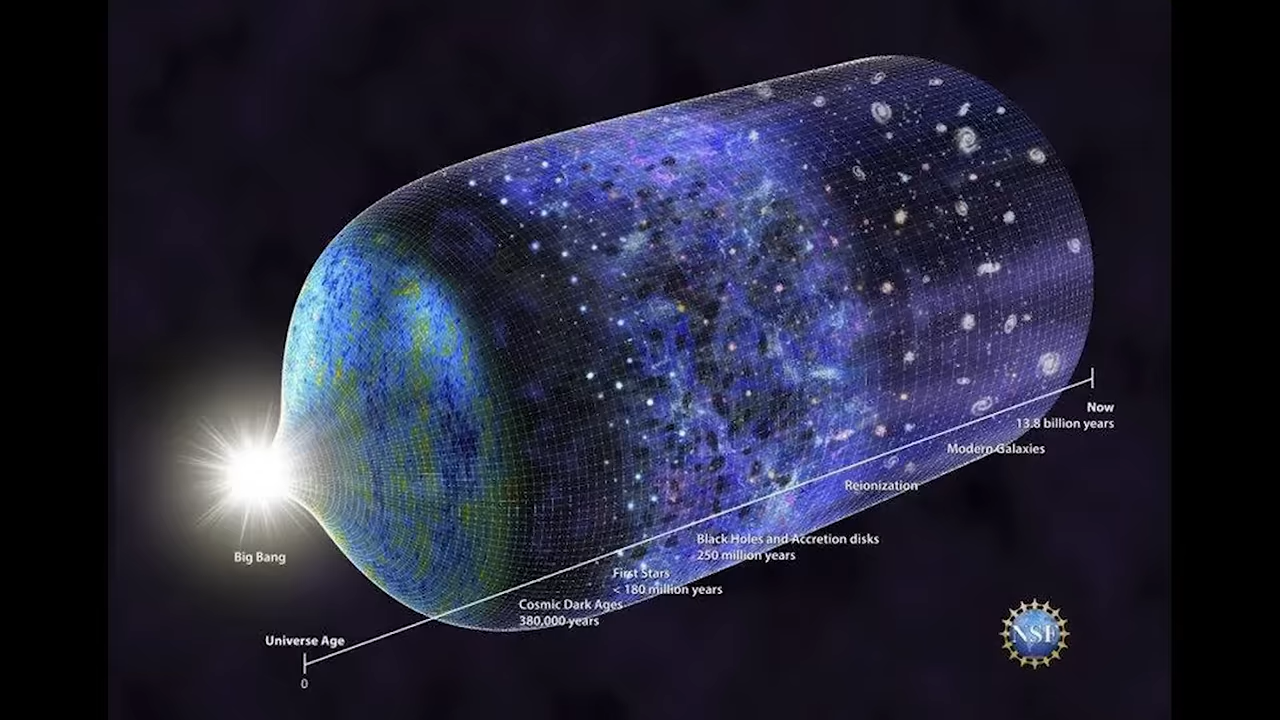 Big Bang
Universe Age
0
Cosmic Dark Ages
380,000 years
First Stars
< 180 million years
Black Holes and Accretion disks
250 million years
Reionization
Modern Galaxies
Now
13.8 billion years
NSF